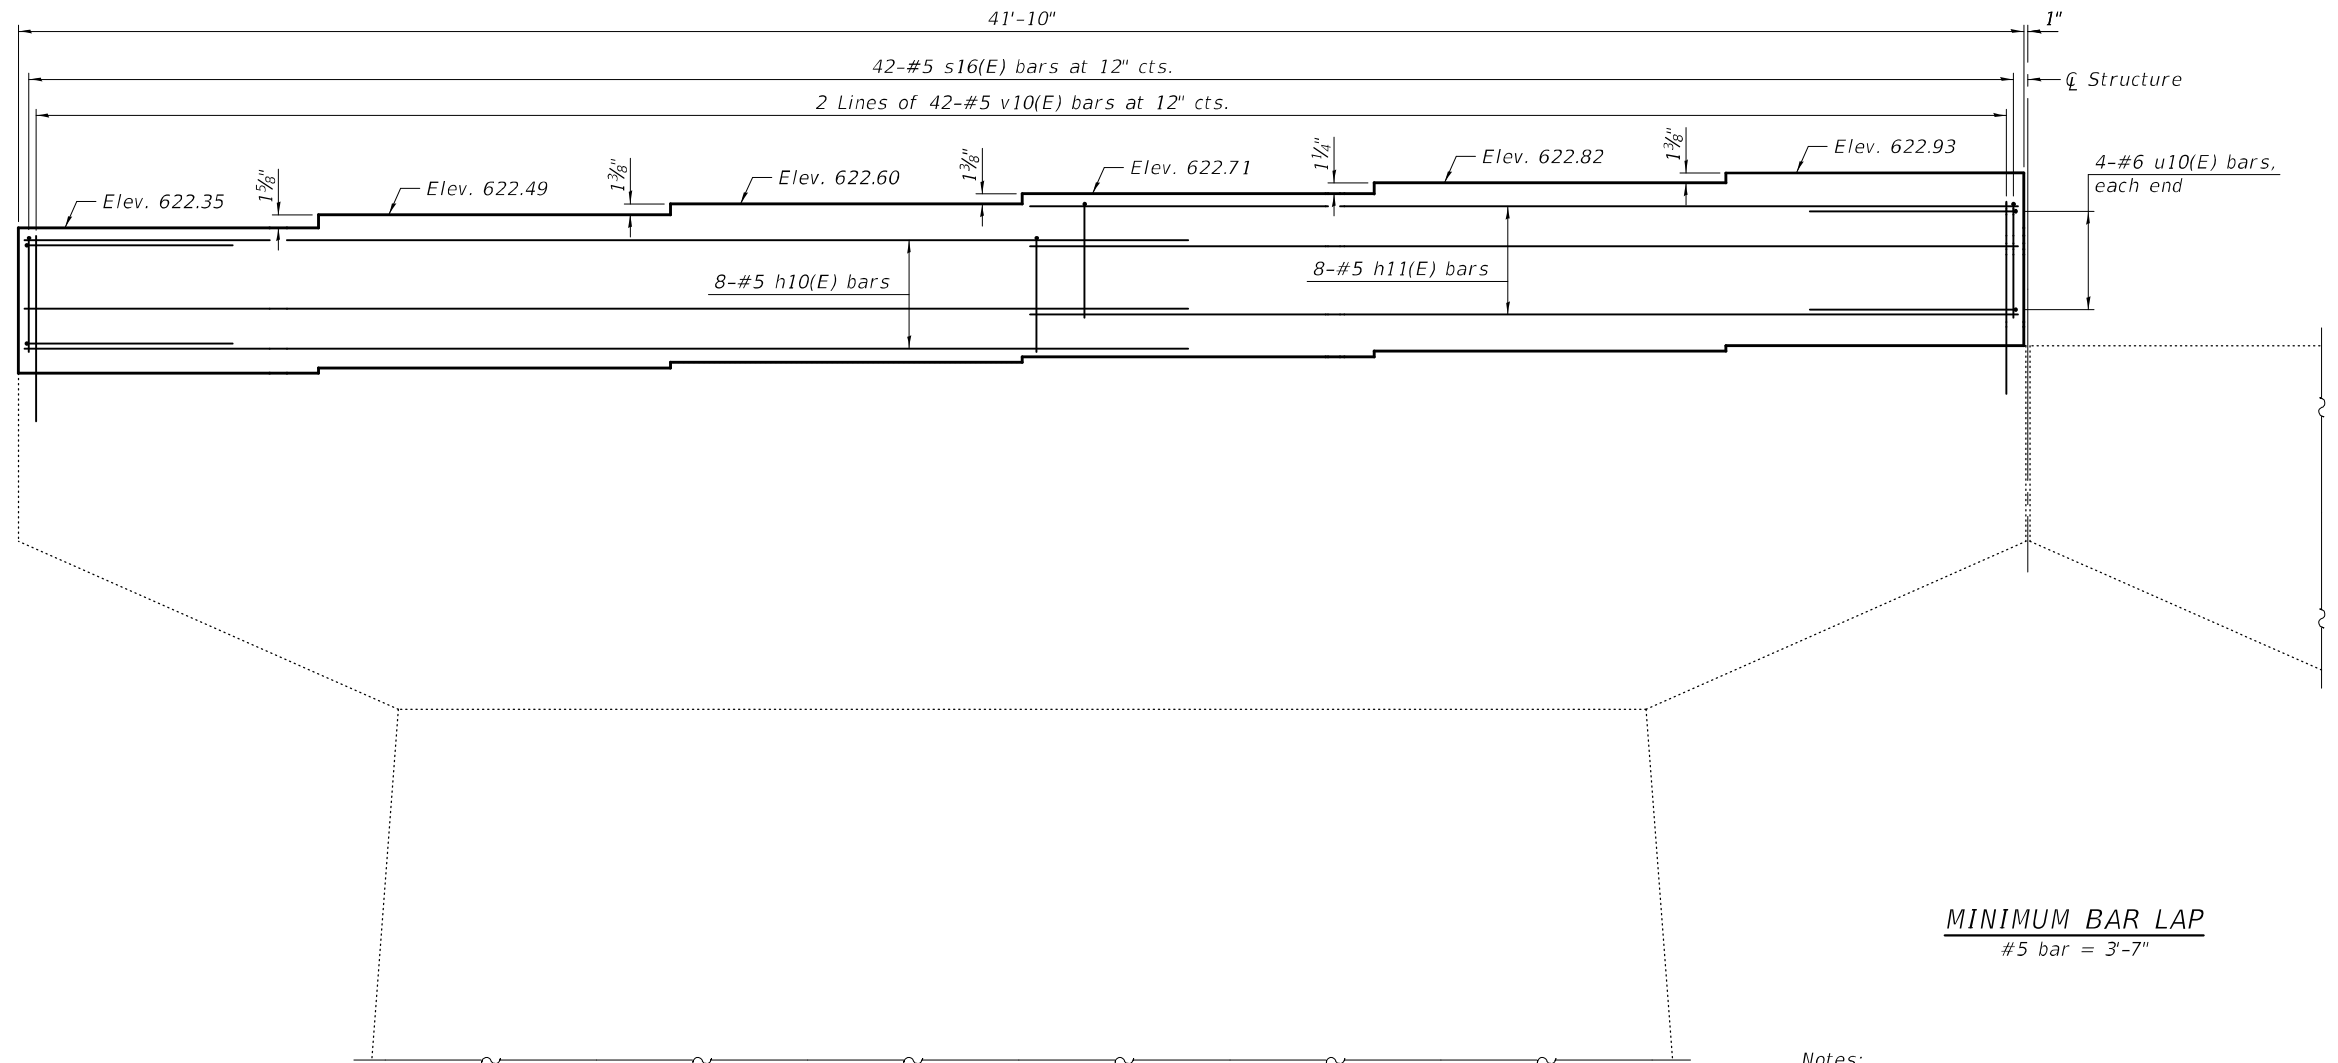 41'-10"
1"
42-#5 s16(E) bars at 12" cts.
℄ Structure
2 Lines of 42-#5 v10(E) bars at 12" cts.
Elev. 622.35
1⅝"
Elev. 622.49
1⅜"
Elev. 622.60
1⅜"
Elev. 622.71
1¼"
Elev. 622.82
1⅜"
Elev. 622.93
4-#6 u10(E) bars,
each end
8-#5 h10(E) bars
8-#5 h11(E) bars
MINIMUM BAR LAP
#5 bar = 3'-7"
Notes: